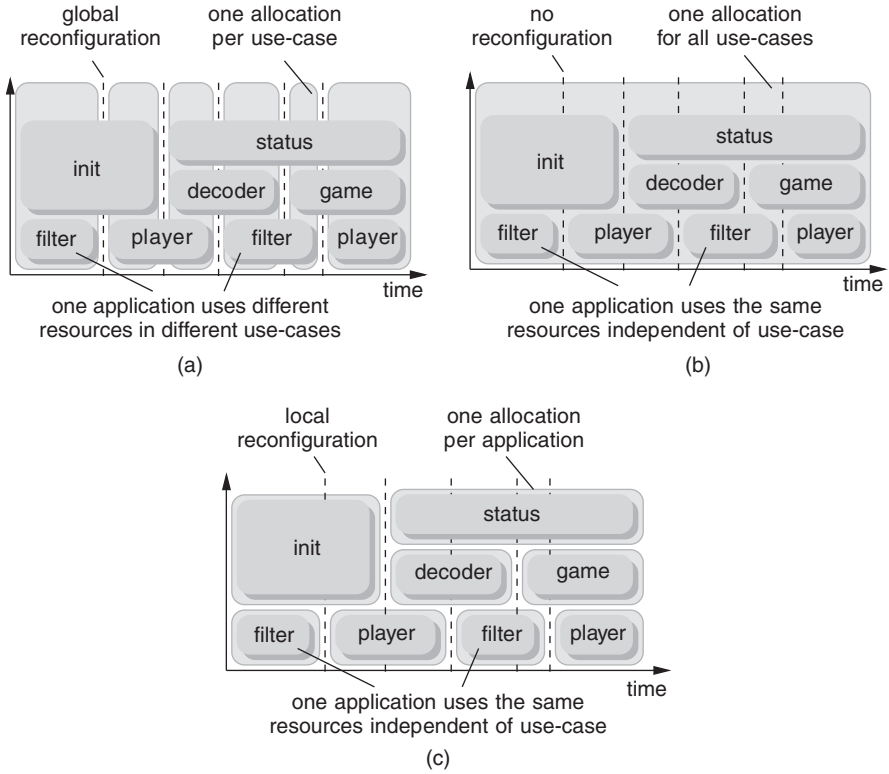 global
reconfiguration
one allocation
per use-case
init
status
decoder
game
filter
player
filter
player
time
one application uses different
resources in different use-cases
(a)
no
reconfiguration
one allocation
for all use-cases
init
status
decoder
game
filter
player
filter
player
time
one application uses the same
resources independent of use-case
(b)
local
reconfiguration
one allocation
per application
init
status
decoder
game
filter
player
filter
player
time
one application uses the same
resources independent of use-case
(c)